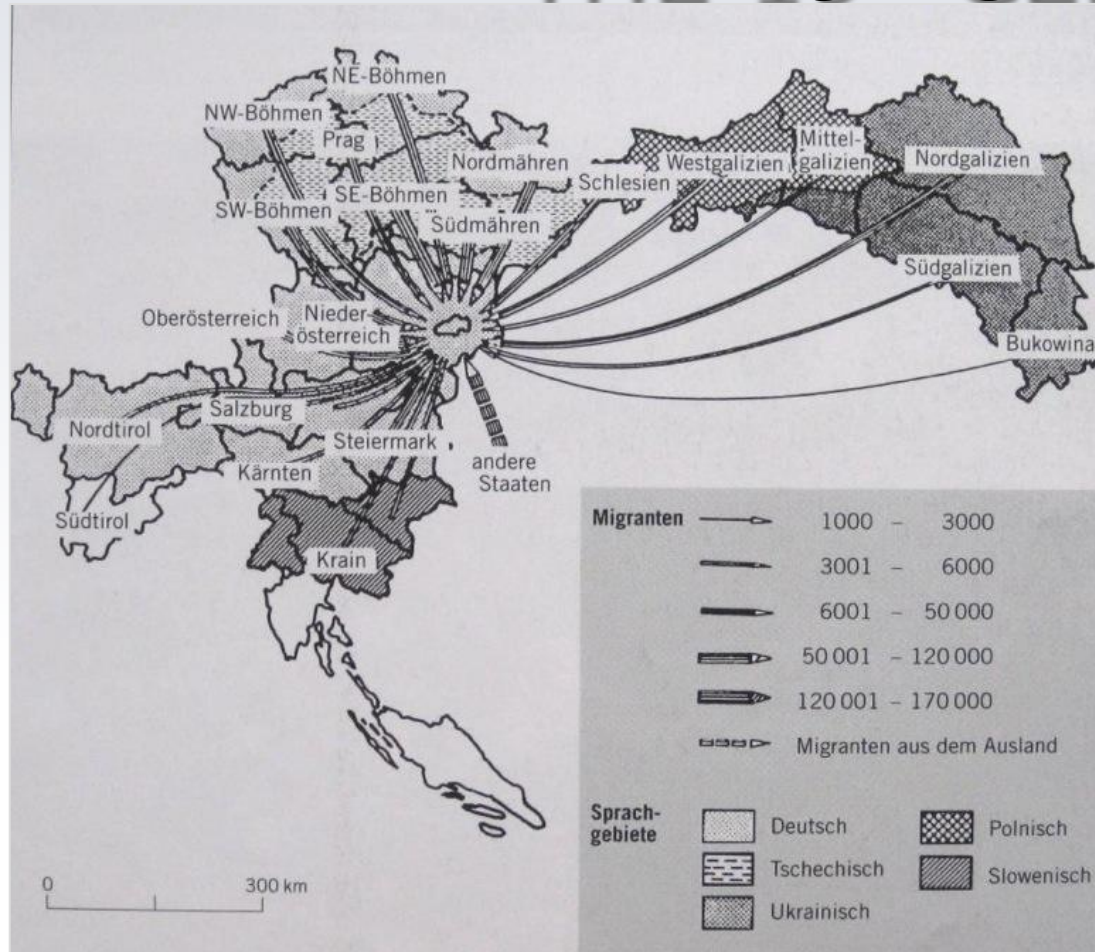 NE-Böhmen
NW-Böhmen
Prag
Nordmähren
Schlesien
Westgalizien
Mittel-
galizien
Nordgalizien
SE-Böhmen
SW-Böhmen
Südmähren
Südgalizien
Oberösterreich
Nieder-
österreich
Bukowina
Salzburg
Nordtirol
Steiermark
Kärnten
andere
Staaten
Südtirol
Krain
Migranten
1000 – 3000
3001 – 6000
6001 – 50 000
50 001 – 120 000
120 001 – 170 000
Migranten aus dem Ausland
Sprach-
gebiete
Deutsch
Polnisch
Tschechisch
Slowenisch
Ukrainisch
0 300 km